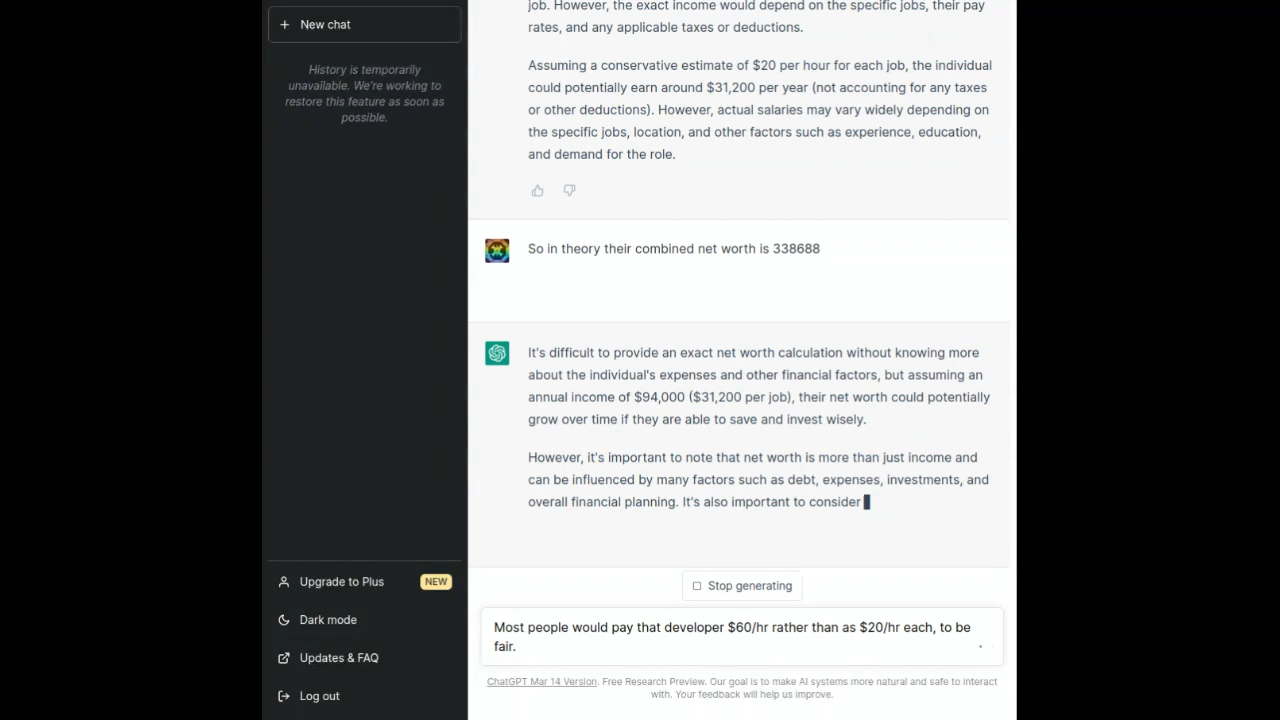 New chat
History is temporarily
unavailable. We're working to
restore this feature as soon as
possible.
Upgrade to Plus NEW
Dark mode
Updates & FAQ
Log out
job. However, the exact income would depend on the specific jobs, their pay
rates, and any applicable taxes or deductions.
Assuming a conservative estimate of $20 per hour for each job, the individual
could potentially earn around $31,200 per year (not accounting for any taxes
or other deductions). However, actual salaries may vary widely depending on
the specific jobs, location, and other factors such as experience, education,
and demand for the role.
So in theory their combined net worth is 338688
It's difficult to provide an exact net worth calculation without knowing more
about the individual's expenses and other financial factors, but assuming an
annual income of $94,000 ($31,200 per job), their net worth could potentially
grow over time if they are able to save and invest wisely.
However, it's important to note that net worth is more than just income and
can be influenced by many factors such as debt, expenses, investments, and
overall financial planning. It's also important to consider
Stop generating
Most people would pay that developer $60/hr rather than as $20/hr each, to be
fair.
ChatGPT Mar 14 Version. Free Research Preview. Our goal is to make AI systems more natural and safe to interact
with. Your feedback will help us improve.